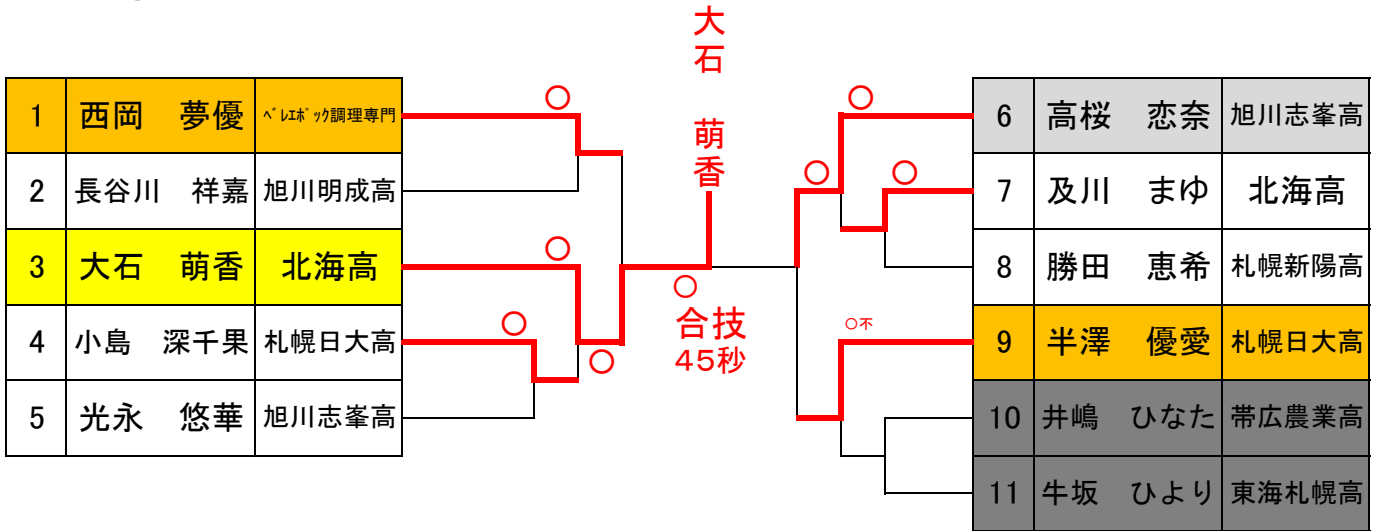 大石 萌香
1 西岡 夢優 ベレエポック調理専門
2 長谷川 祥嘉 旭川明成高
3 大石 萌香 北海高
4 小島 深千果 札幌日大高
5 光永 悠華 旭川志峯高
〇
〇
〇
〇
〇
合技
45秒
〇
〇
〇
〇不
6 高桜 恋奈 旭川志峯高
7 及川 まゆ 北海高
8 勝田 恵希 札幌新陽高
9 半澤 優愛 札幌日大高
10 井嶋 ひなた 帯広農業高
11 牛坂 ひより 東海札幌高